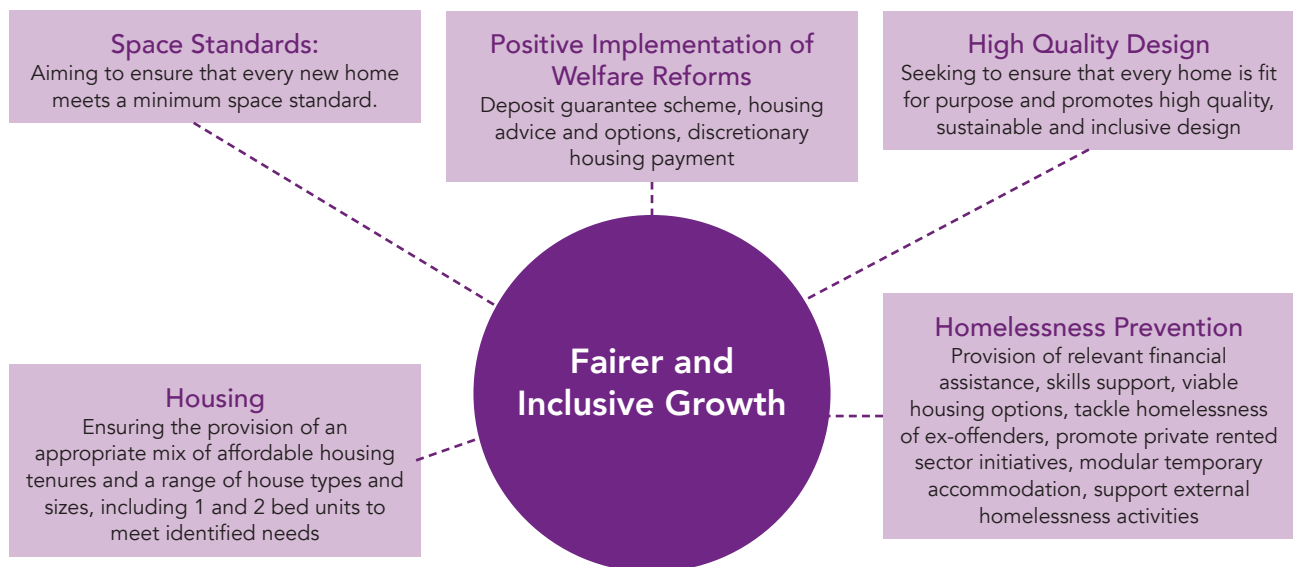 Space Standards:
Aiming to ensure that every new home
meets a minimum space standard.
Positive Implementation of
Welfare Reforms
Deposit guarantee scheme, housing
advice and options, discretionary
housing payment
High Quality Design
Seeking to ensure that every home is fit
for purpose and promotes high quality,
sustainable and inclusive design
Fairer and
Inclusive Growth
Housing
Ensuring the provision of an
appropriate mix of affordable housing
tenures and a range of house types and
sizes, including 1 and 2 bed units to
meet identified needs
Homelessness Prevention
Provision of relevant financial
assistance, skills support, viable
housing options, tackle homelessness
of ex-offenders, promote private rented
sector initiatives, modular temporary
accommodation, support external
homelessness activities